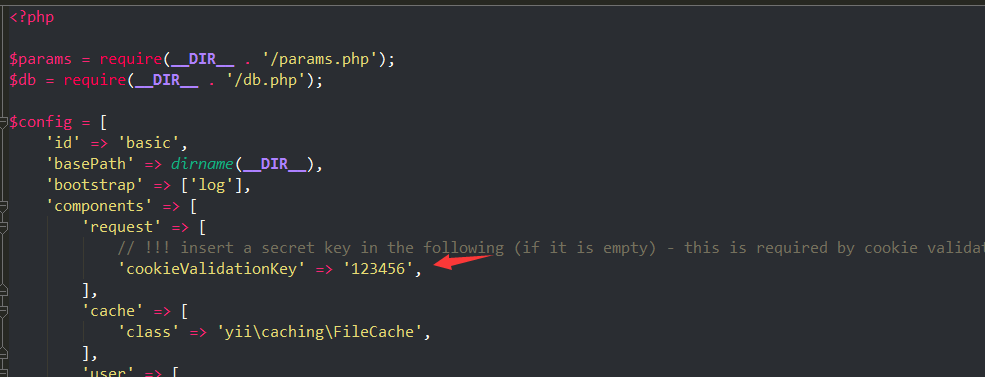 <?php
$params = require(__DIR__ . '/params.php');
$db = require(__DIR__ . '/db.php');
$config = [
'id' => 'basic',
'basePath' => dirname(__DIR__),
'bootstrap' => ['log'],
'components' => [
'request' => [
// !!! insert a secret key in the following (if it is empty) - this is required by cookie validat
'cookieValidationKey' => '123456',
],
'cache' => [
'class' => 'yii\caching\FileCache',
],
'user' => [